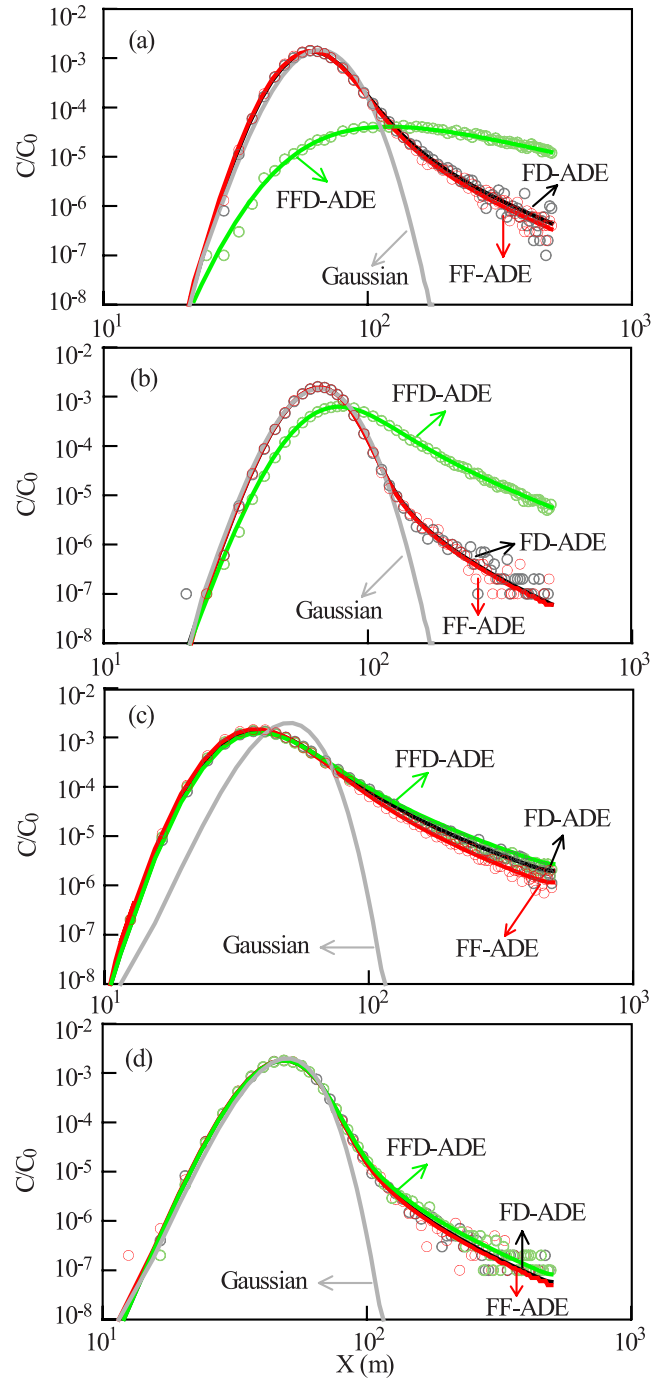 (a)
10⁻²
10⁻³
10⁻⁴
10⁻⁵
10⁻⁶
10⁻⁷
10⁻⁸
C/C₀
FFD-ADE
FD-ADE
Gaussian
FF-ADE
10¹ 10² 10³
(b)
10⁻²
10⁻³
10⁻⁴
10⁻⁵
10⁻⁶
10⁻⁷
10⁻⁸
C/C₀
FFD-ADE
FD-ADE
Gaussian
FF-ADE
10¹ 10² 10³
(c)
10⁻²
10⁻³
10⁻⁴
10⁻⁵
10⁻⁶
10⁻⁷
10⁻⁸
C/C₀
FFD-ADE
FD-ADE
FF-ADE
Gaussian
10¹ 10² 10³
(d)
10⁻²
10⁻³
10⁻⁴
10⁻⁵
10⁻⁶
10⁻⁷
10⁻⁸
C/C₀
FFD-ADE
FD-ADE
Gaussian
FF-ADE
10¹ 10² 10³
X (m)